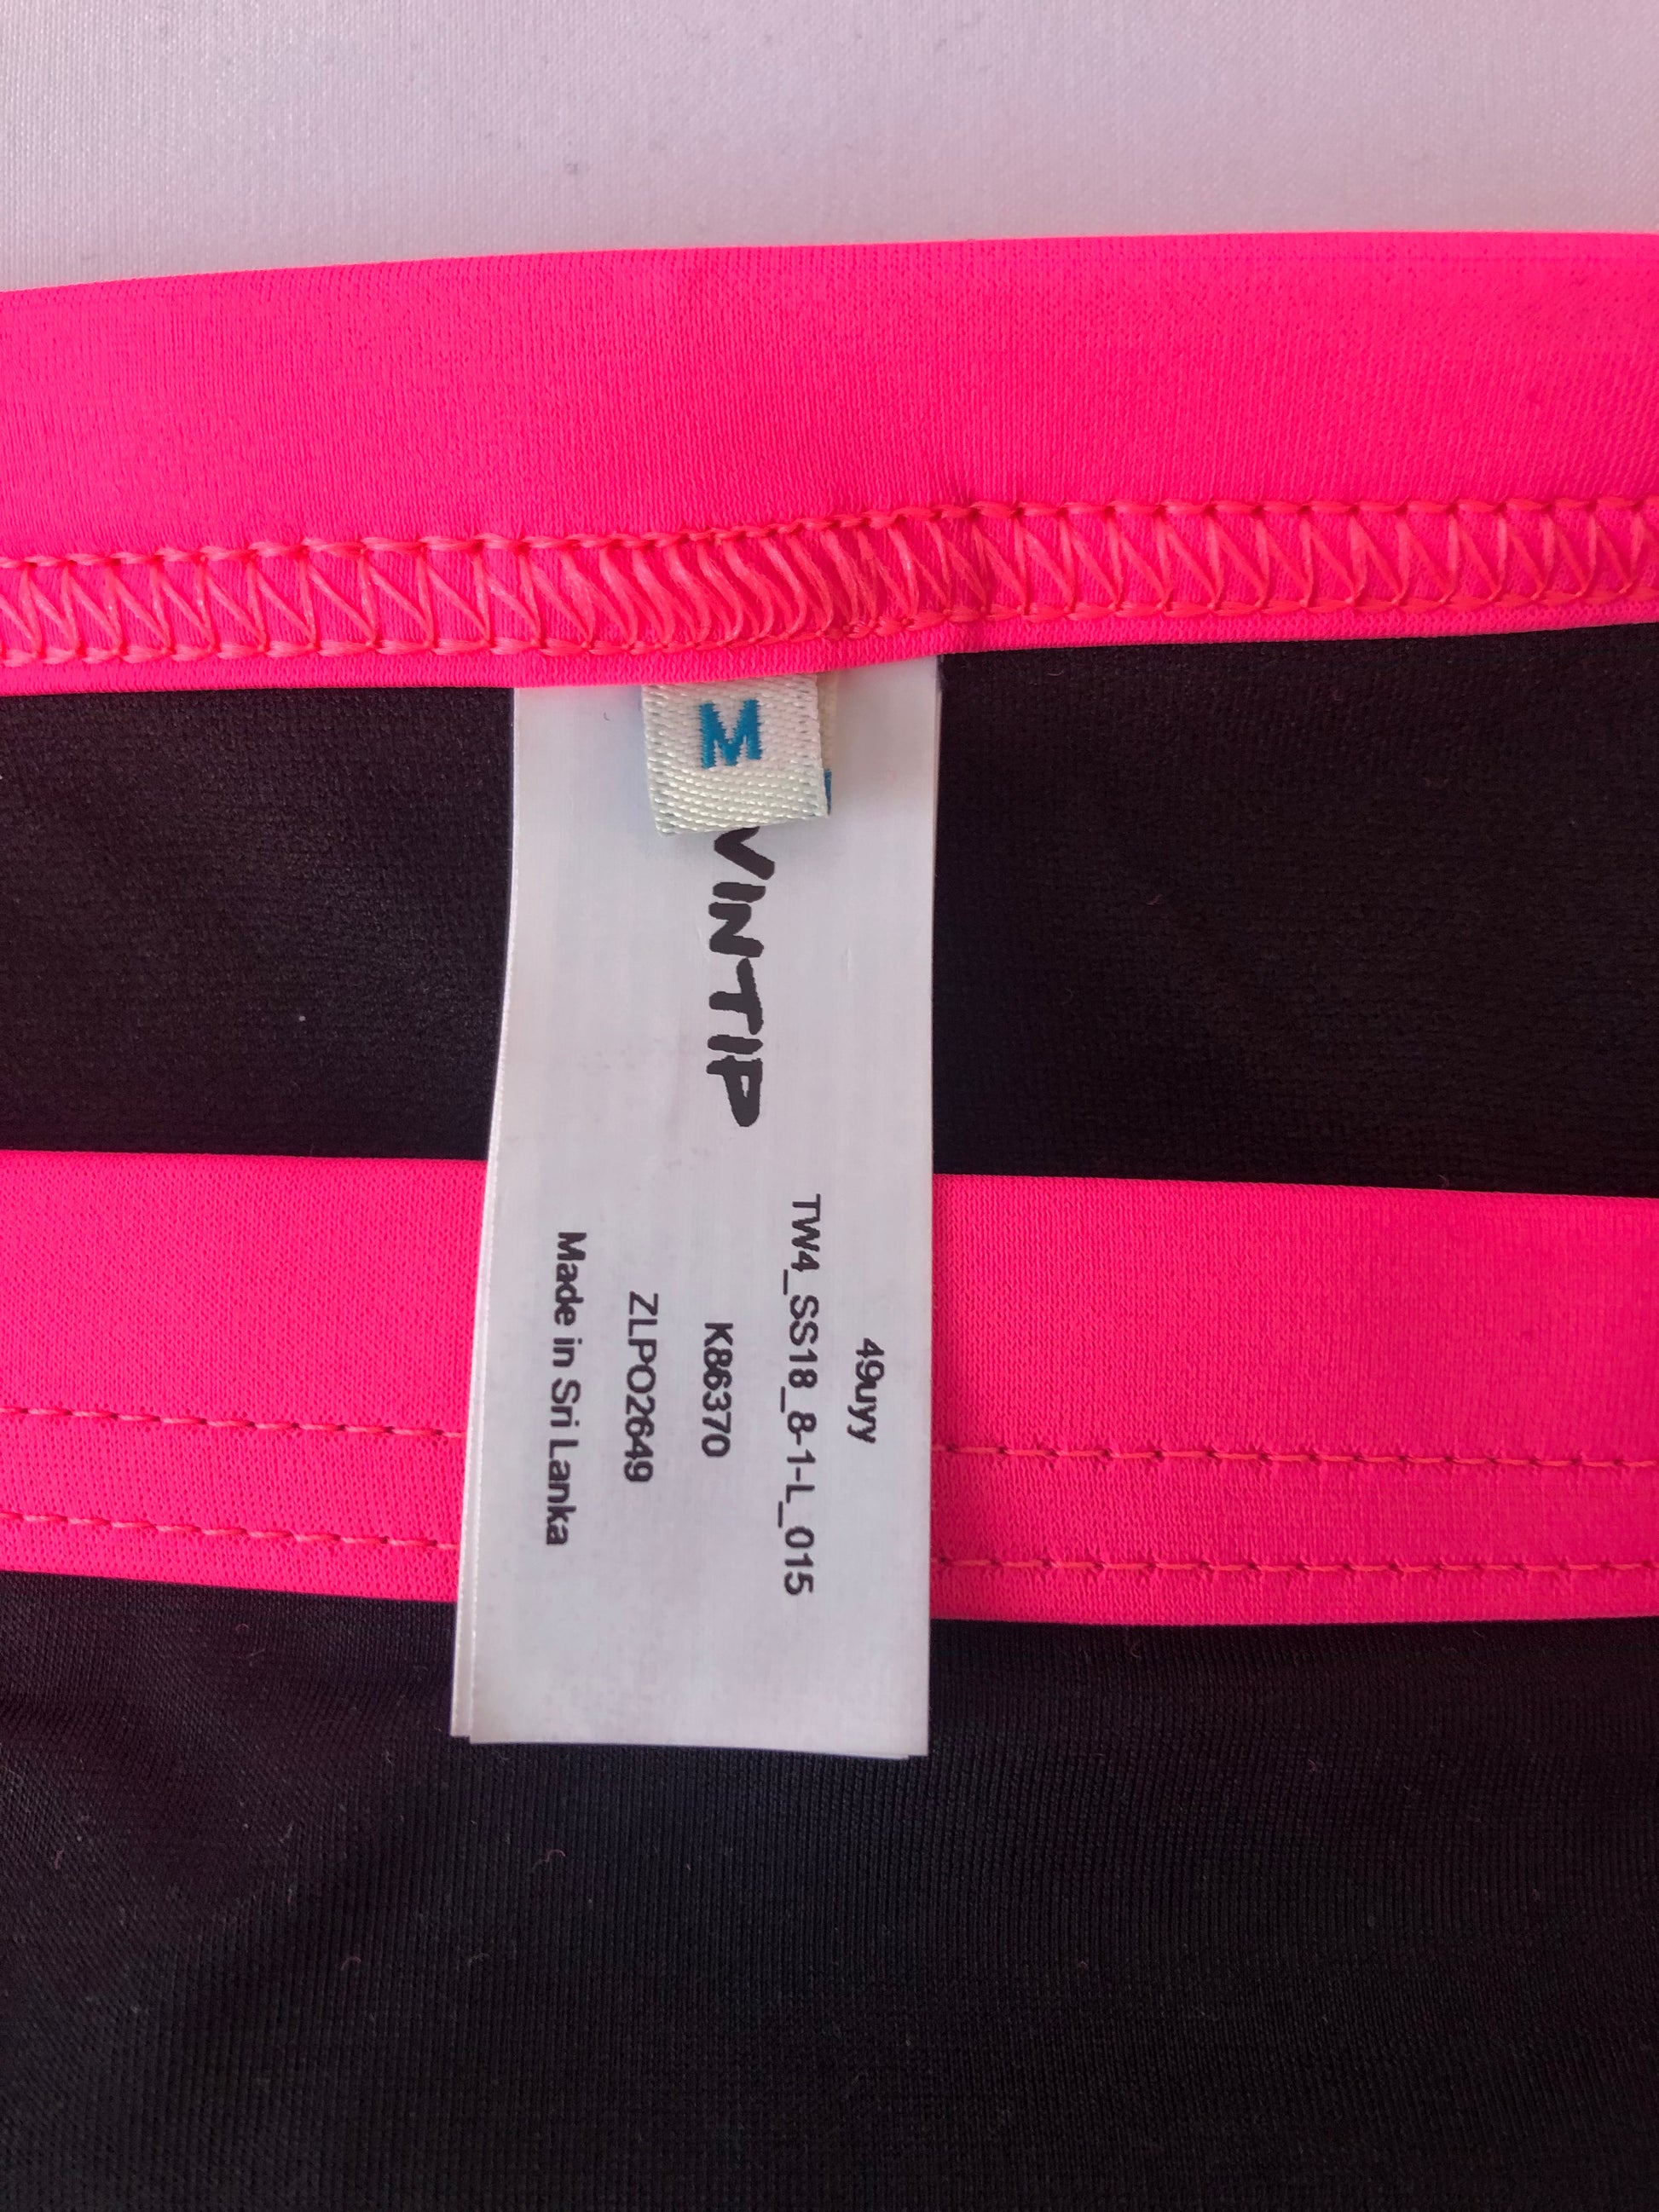 M
VINTIP
49uyy
TW4_SS18_8-1-L_015
K86370
ZLPO2649
Made in Sri Lanka